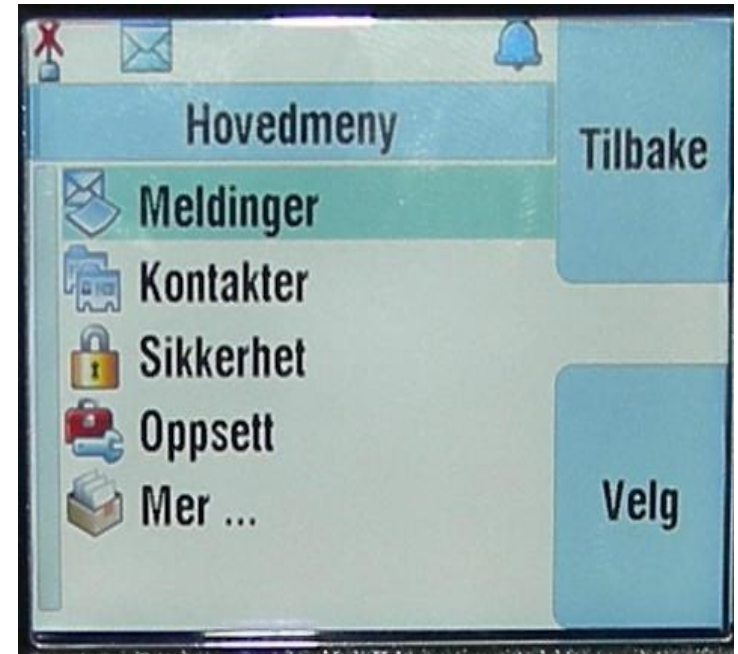 Hovedmeny
Tilbake
Meldinger
Kontakter
Sikkerhet
Oppsett
Mer ...
Velg